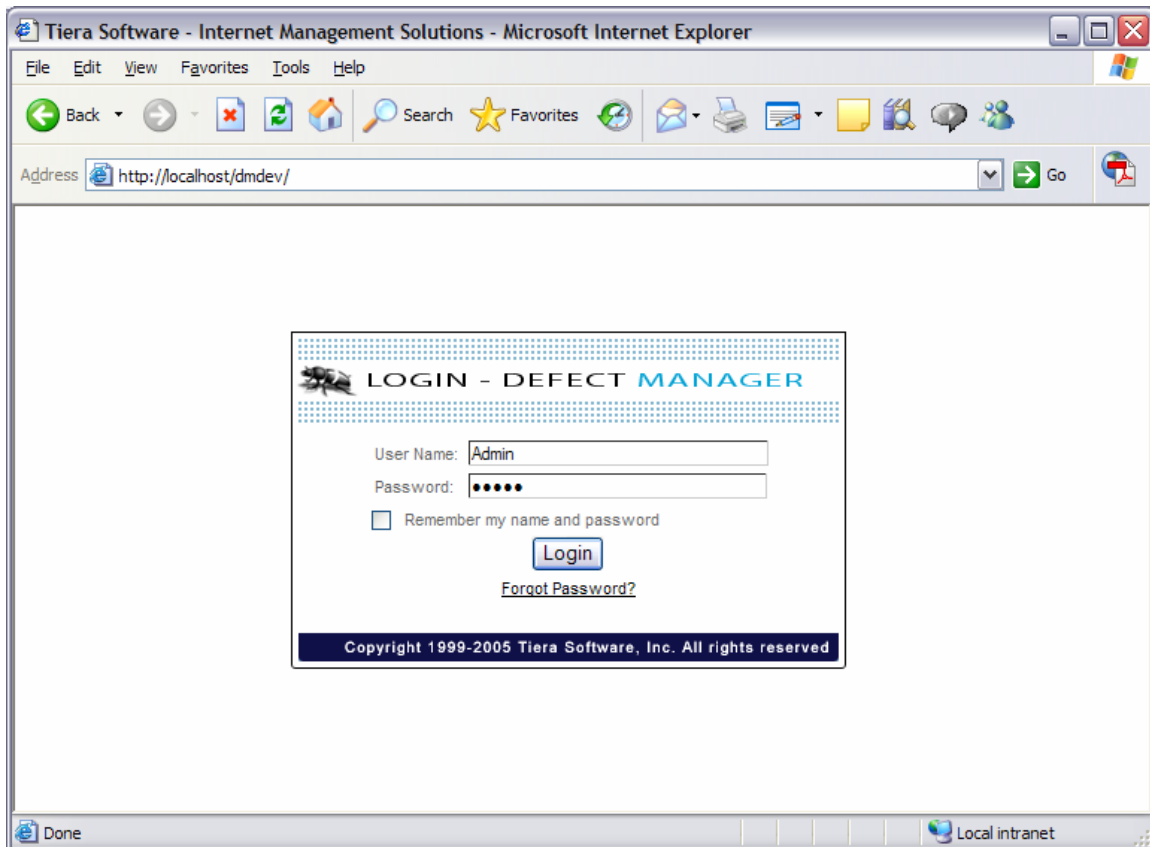 Tiera Software - Internet Management Solutions - Microsoft Internet Explorer
File Edit View Favorites Tools Help
Back Search Favorites
Address http://localhost/dmdev/ Go
LOGIN - DEFECT MANAGER
User Name: Admin
Password: •••••
Remember my name and password
Login
Forgot Password?
Copyright 1999-2005 Tiera Software, Inc. All rights reserved
Done Local intranet